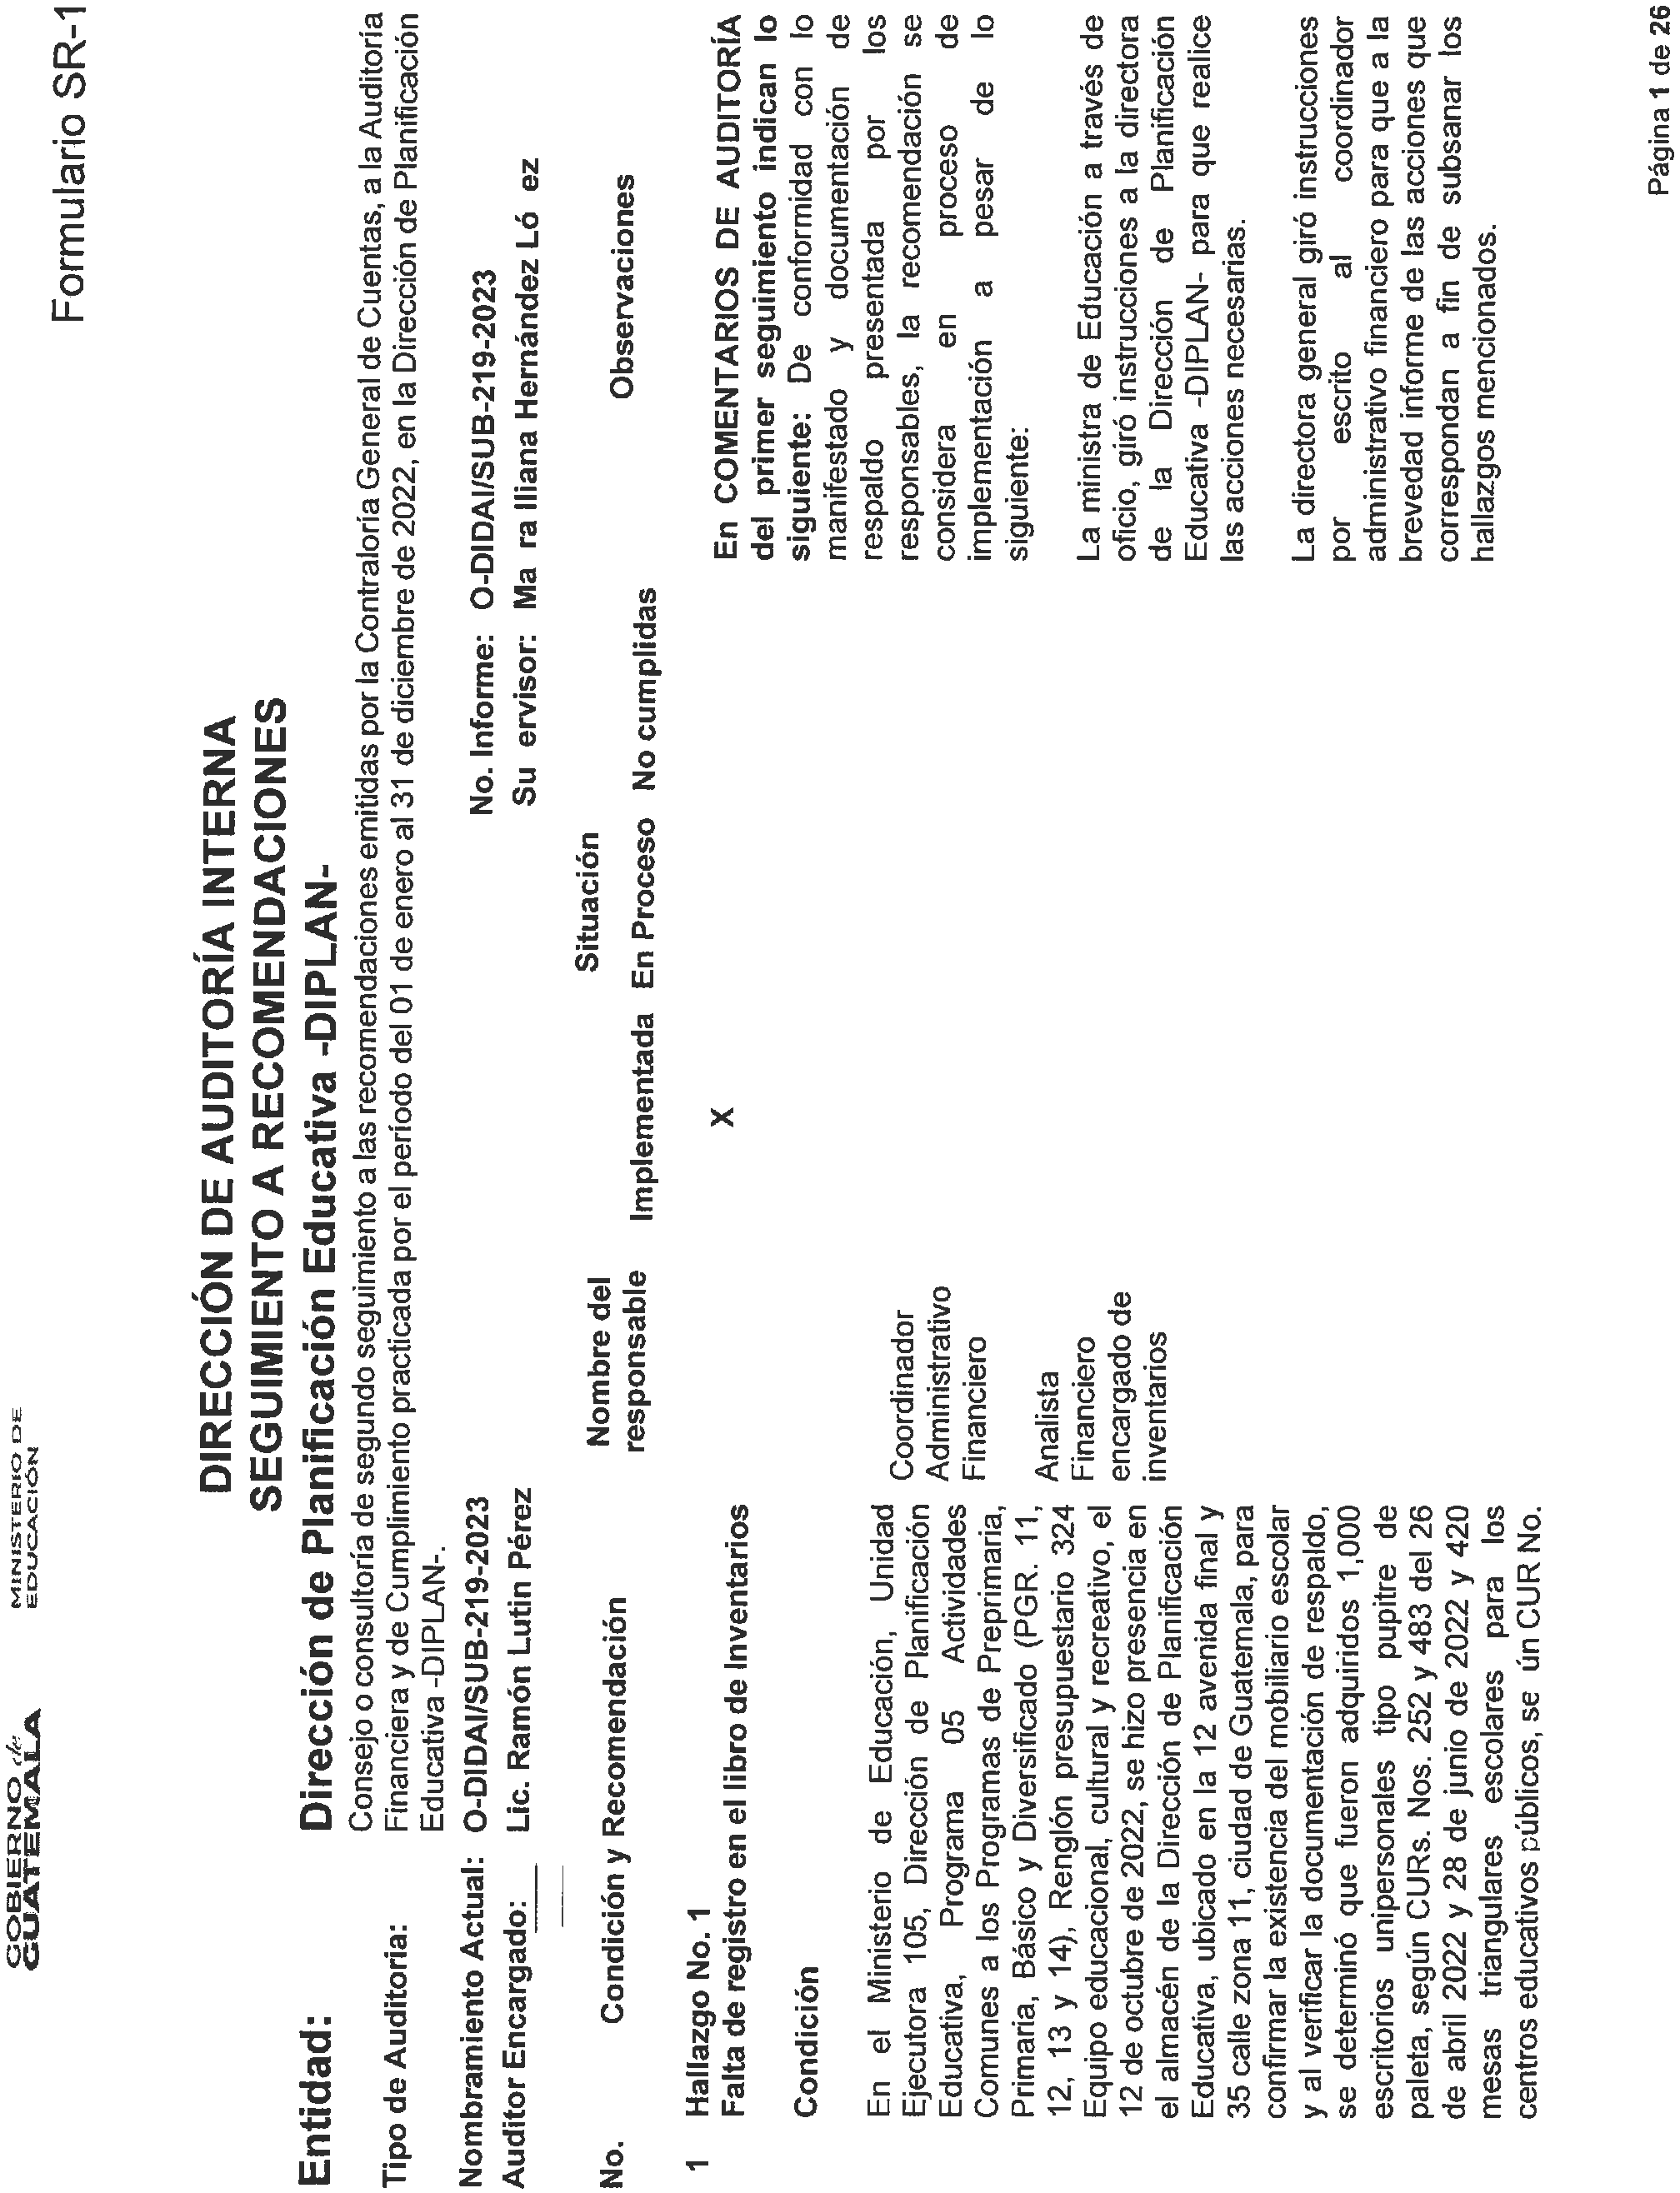 GOBIERNO de
GUATEMALA
MINISTERIO DE
EDUCACIÓN
Formulario SR-1
DIRECCIÓN DE AUDITORÍA INTERNA
SEGUIMIENTO A RECOMENDACIONES
Entidad: Dirección de Planificación Educativa -DIPLAN-
Tipo de Auditoria: Consejo o consultoría de segundo seguimiento a las recomendaciones emitidas por la Contraloría General de Cuentas, a la Auditoría
Financiera y de Cumplimiento practicada por el período del 01 de enero al 31 de diciembre de 2022, en la Dirección de Planificación
Educativa -DIPLAN-.
Nombramiento Actual: O-DIDAI/SUB-219-2023 No. Informe: O-DIDAI/SUB-219-2023
Auditor Encargado: Lic. Ramón Lutin Pérez Su ervisor: Ma ra Iliana Hernández Ló ez
No. Condición y Recomendación Nombre del responsable Situación Observaciones
Implementada En Proceso No cumplidas
1 Hallazgo No. 1
Falta de registro en el libro de Inventarios
Condición
En el Ministerio de Educación, Unidad
Ejecutora 105, Dirección de Planificación
Educativa, Programa 05 Actividades
Comunes a los Programas de Preprimaria,
Primaria, Básico y Diversificado (PGR. 11,
12, 13 y 14), Renglón presupuestario 324
Equipo educacional, cultural y recreativo, el
12 de octubre de 2022, se hizo presencia en
el almacén de la Dirección de Planificación
Educativa, ubicado en la 12 avenida final y
35 calle zona 11, ciudad de Guatemala, para
confirmar la existencia del mobiliario escolar
y al verificar la documentación de respaldo,
se determinó que fueron adquiridos 1,000
escritorios unipersonales tipo pupitre de
paleta, según CURs. Nos. 252 y 483 del 26
de abril 2022 y 28 de junio de 2022 y 420
mesas triangulares escolares para los
centros educativos públicos, se ún CUR No.
Coordinador
Administrativo
Financiero
Analista
Financiero
encargado de
inventarios
X
En COMENTARIOS DE AUDITORÍA
del primer seguimiento indican lo
siguiente: De conformidad con lo
manifestado y documentación de
respaldo presentada por los
responsables, la recomendación se
considera en proceso de
implementación a pesar de lo
siguiente:
La ministra de Educación a través de
oficio, giró instrucciones a la directora
de la Dirección de Planificación
Educativa -DIPLAN- para que realice
las acciones necesarias.
La directora general giró instrucciones
por escrito al coordinador
administrativo financiero para que a la
brevedad informe de las acciones que
correspondan a fin de subsanar los
hallazgos mencionados.
Página 1 de 26